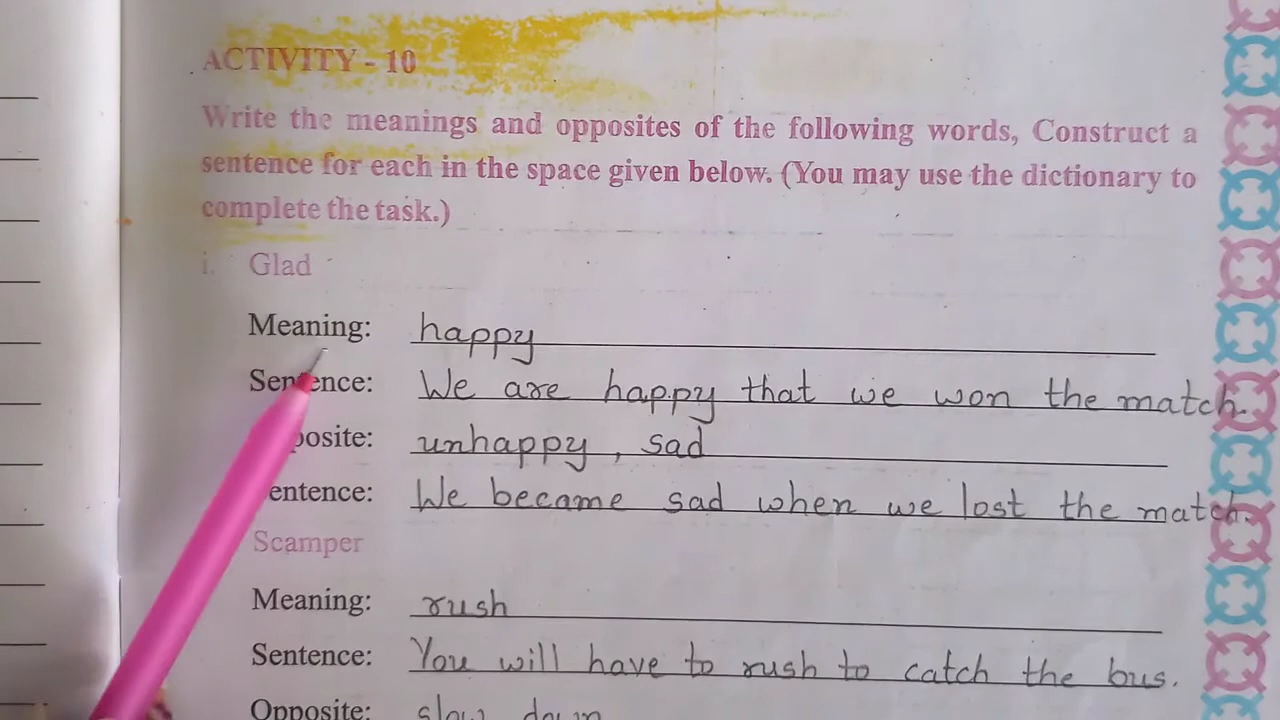 ACTIVITY - 10
Write the meanings and opposites of the following words, Construct a
sentence for each in the space given below. (You may use the dictionary to
complete the task.)
i. Glad
Meaning: happy
Sentence: We are happy that we won the match.
posite: unhappy, sad
entence: We became sad when we lost the match.
Scamper
Meaning: rush
Sentence: You will have to rush to catch the bus.
Opposite: slow down